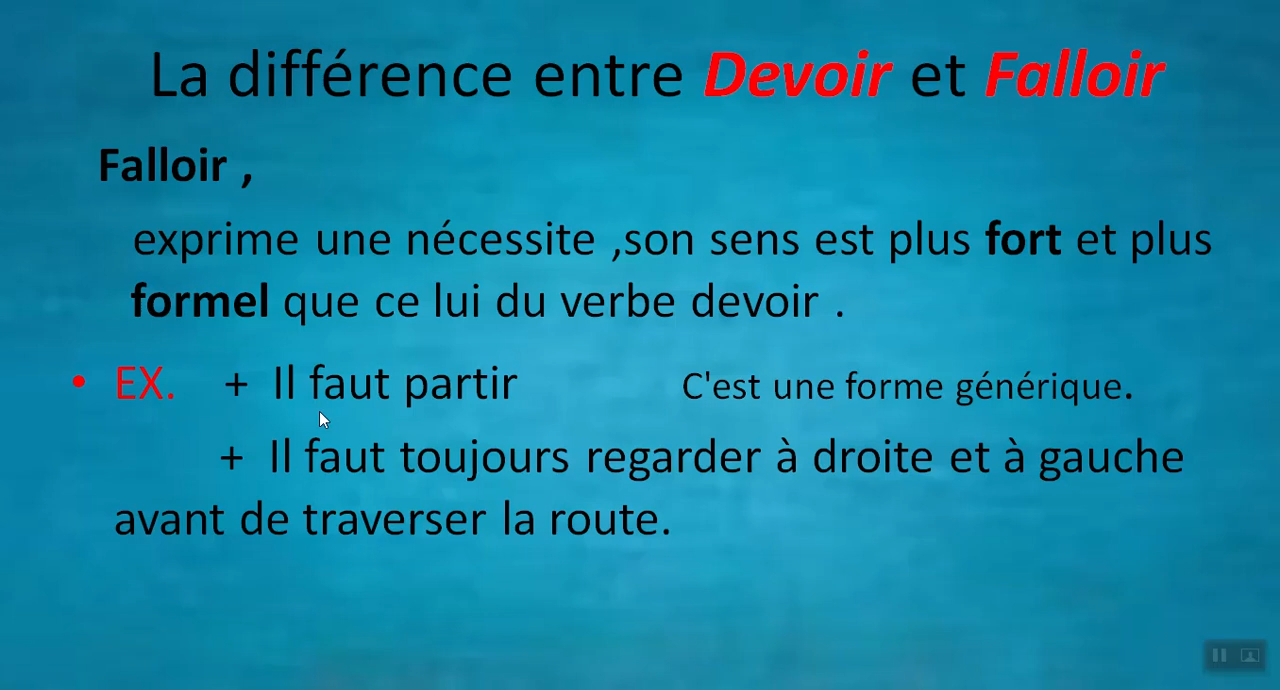 La différence entre Devoir et Falloir
Falloir ,
exprime une nécessite ,son sens est plus fort et plus
formel que ce lui du verbe devoir .
• EX. + Il faut partir C'est une forme générique.
+ Il faut toujours regarder à droite et à gauche
avant de traverser la route.